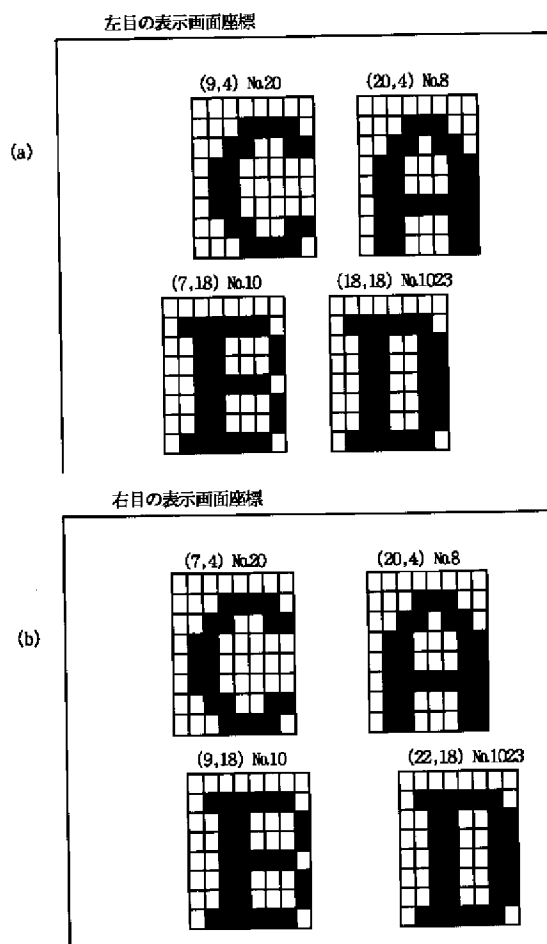 左目の表示画面座標
(a)
(9,4) No.20
(20,4) No.8
C
A
(7,18) No.10
(18,18) No.1023
B
D
右目の表示画面座標
(b)
(7,4) No.20
(20,4) No.8
C
A
(9,18) No.10
(22,18) No.1023
B
D